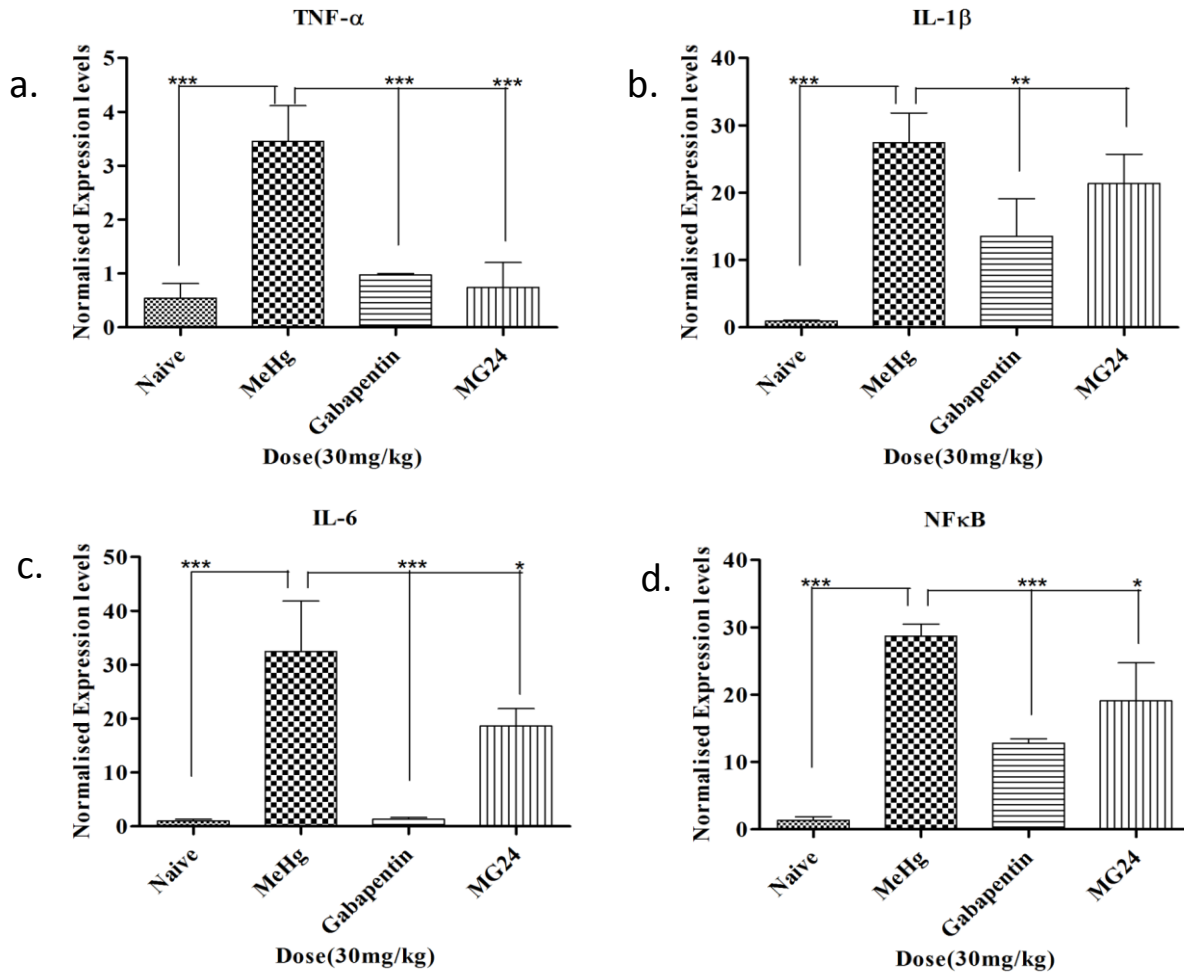 a.
TNF-α
Normalised Expression levels
5
4
3
2
1
0
***
***
***
Naive
MeHg
Gabapentin
MG24
Dose(30mg/kg)
b.
IL-1β
Normalised Expression levels
40
30
20
10
0
***
**
Naive
MeHg
Gabapentin
MG24
Dose(30mg/kg)
c.
IL-6
Normalised Expression levels
50
40
30
20
10
0
***
***
*
Naive
MeHg
Gabapentin
MG24
Dose(30mg/kg)
d.
NFκB
Normalised Expression levels
40
30
20
10
0
***
***
*
Naive
MeHg
Gabapentin
MG24
Dose(30mg/kg)